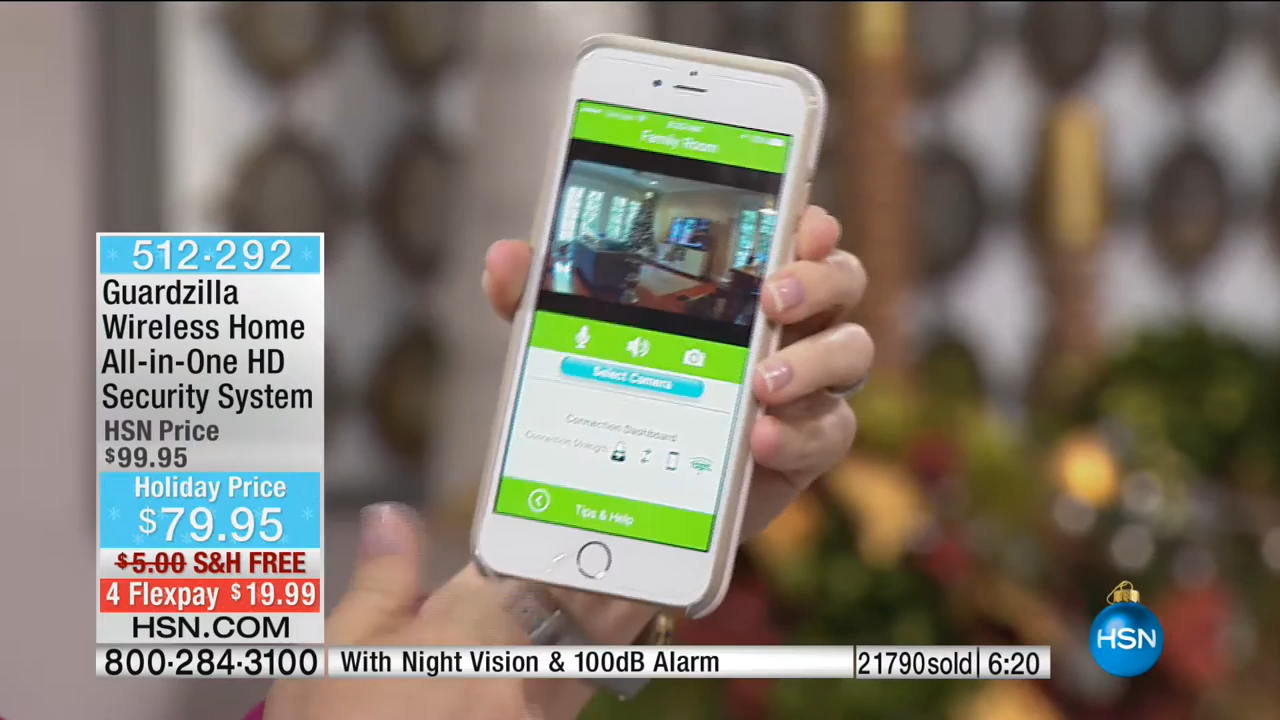 512-292
Guardzilla
Wireless Home
All-in-One HD
Security System
HSN Price
$99.95
Holiday Price
$79.95
$5.00 S&H FREE
4 Flexpay $19.99
HSN.COM
800-284-3100
With Night Vision & 100dB Alarm
21790sold
6:20
Family Room
Select Camera
Connection Dashboard
Connection Strength
Tips & Help
HSN